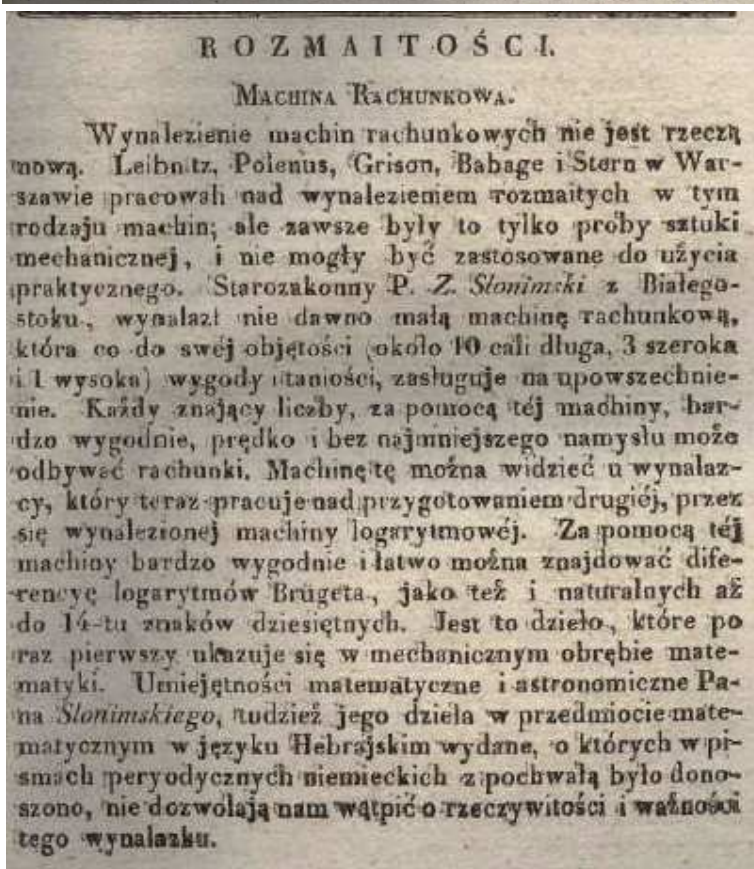 ROZMAITOŚCI.
MACHINA RACHUNKOWA.
Wynalezienie machin rachunkowych nie jest rzeczą
nową. Leibnitz, Polenus, Grison, Babage i Stern w War-
szawie pracowali nad wynalezieniem rozmaitych w tym
rodzaju machin; ale zawsze były to tylko próby sztuki
mechanicznej, i nie mogły być zastosowane do użycia
praktycznego. Starozakonny P. Z. Słonimski z Białego-
stoku, wynalazł nie dawno małą machinę rachunkową,
która co do swéj objętości (około 10 cali długa, 3 szeroka
i 1 wysoka) wygody i taniości, zasługuje na upowszechnie-
nie. Każdy znający liczby, za pomocą téj machiny, bar-
dzo wygodnie, prędko i bez najmniejszego namysłu może
odbywać rachunki. Machinę tę można widzieć u wynalaz-
cy, który teraz pracuje nad przygotowaniem drugiéj, przez
się wynalezionej machiny logarytmowéj. Za pomocą téj
machiny bardzo wygodnie i łatwo można znajdować dife-
rencyę logarytmów Brugeta, jako też i naturalnych aż
do 14-tu znaków dziesiętnych. Jest to dzieło, które po
raz pierwszy ukazuje się w mechanicznym obrębie mate-
matyki. Umiejętności matematyczne i astronomiczne Pa-
na Słonimskiego, tudzież jego dzieła w przedmiocie mate-
matycznym w języku Hebrajskim wydane, o których w pi-
smach peryodycznych niemieckich z pochwałą było dono-
szono, nie dozwolają nam wątpić o rzeczywitości i ważności
tego wynalazku.